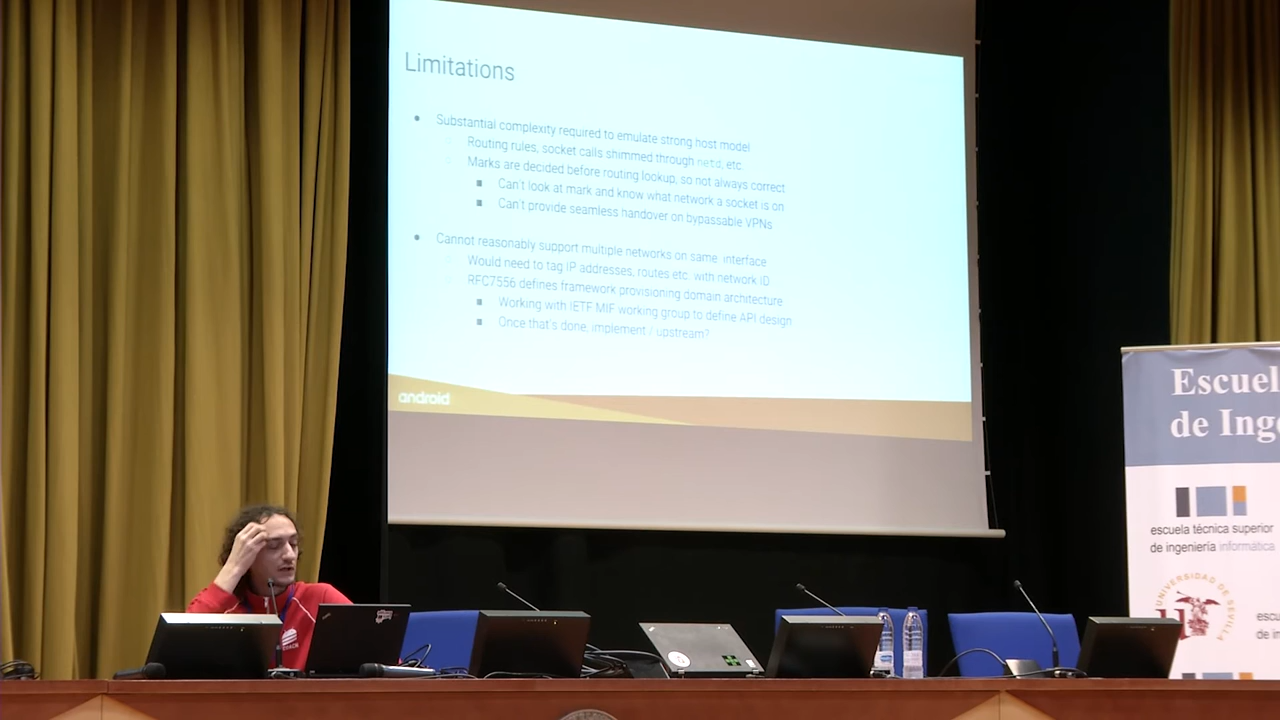 Limitations
Substantial complexity required to emulate strong host model
Routing rules, socket calls shimmed through netd, etc.
Marks are decided before routing lookup, so not always correct
Can't look at mark and know what network a socket is on
Can't provide seamless handover on bypassable VPNs
Cannot reasonably support multiple networks on same interface
Would need to tag IP addresses, routes etc. with network ID
RFC7556 defines framework provisioning domain architecture
Working with IETF MIF working group to define API design
Once that's done, implement / upstream?
android
Escuel
de Inge
escuela técnica superior
de ingeniería informática
UNIVERSIDAD DE SEVILLA
escu
de i